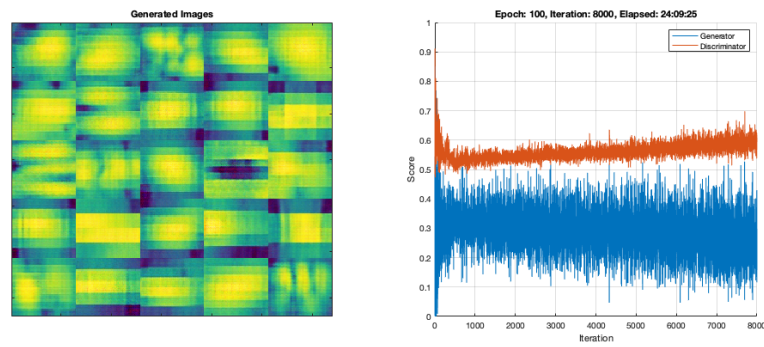 Generated Images
Epoch: 100, Iteration: 8000, Elapsed: 24:09:25
Generator
Discriminator
1
0.9
0.8
0.7
0.6
0.5
0.4
0.3
0.2
0.1
0
Score
0 1000 2000 3000 4000 5000 6000 7000 8000
Iteration